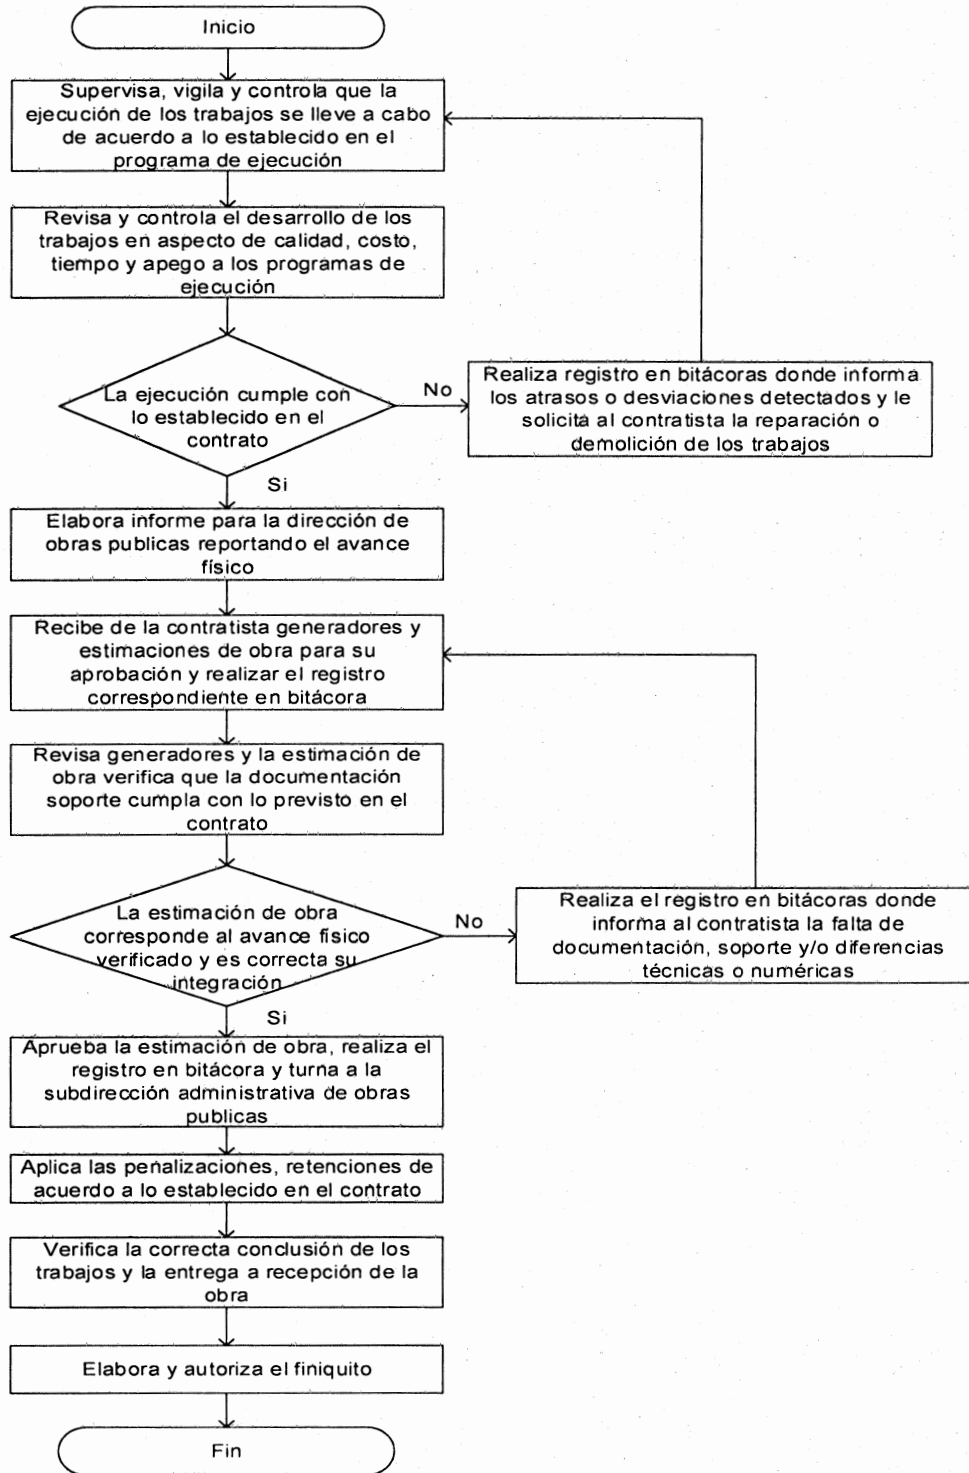 Inicio
Supervisa, vigila y controla que la
ejecución de los trabajos se lleve a cabo
de acuerdo a lo establecido en el
programa de ejecución
Revisa y controla el desarrollo de los
trabajos en aspecto de calidad, costo,
tiempo y apego a los programas de
ejecución
La ejecución cumple con
lo establecido en el
contrato
No
Realiza registro en bitácoras donde informa
los atrasos o desviaciones detectados y le
solicita al contratista la reparación o
demolición de los trabajos
Si
Elabora informe para la dirección de
obras publicas reportando el avance
físico
Recibe de la contratista generadores y
estimaciones de obra para su
aprobación y realizar el registro
correspondiente en bitácora
Revisa generadores y la estimación de
obra verifica que la documentación
soporte cumpla con lo previsto en el
contrato
La estimación de obra
corresponde al avance físico
verificado y es correcta su
integración
No
Realiza el registro en bitácoras donde
informa al contratista la falta de
documentación, soporte y/o diferencias
técnicas o numéricas
Si
Aprueba la estimación de obra, realiza el
registro en bitácora y turna a la
subdirección administrativa de obras
publicas
Aplica las penalizaciones, retenciones de
acuerdo a lo establecido en el contrato
Verifica la correcta conclusión de los
trabajos y la entrega a recepción de la
obra
Elabora y autoriza el finiquito
Fin